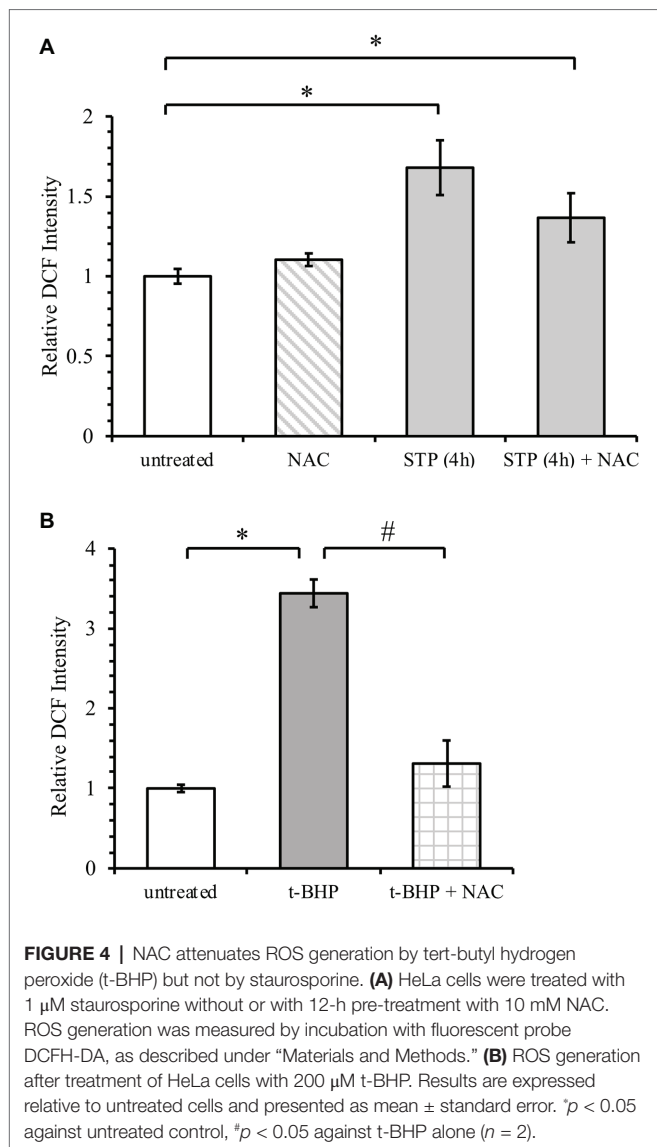 A
*
*
2
1.5
1
0.5
0
Relative DCF Intensity
untreated NAC STP (4h) STP (4h) + NAC
B
* #
4
3
2
1
0
Relative DCF Intensity
untreated t-BHP t-BHP + NAC
FIGURE 4 | NAC attenuates ROS generation by tert-butyl hydrogen
peroxide (t-BHP) but not by staurosporine. (A) HeLa cells were treated with
1 μM staurosporine without or with 12-h pre-treatment with 10 mM NAC.
ROS generation was measured by incubation with fluorescent probe
DCFH-DA, as described under “Materials and Methods.” (B) ROS generation
after treatment of HeLa cells with 200 μM t-BHP. Results are expressed
relative to untreated cells and presented as mean ± standard error. *p < 0.05
against untreated control, #p < 0.05 against t-BHP alone (n = 2).